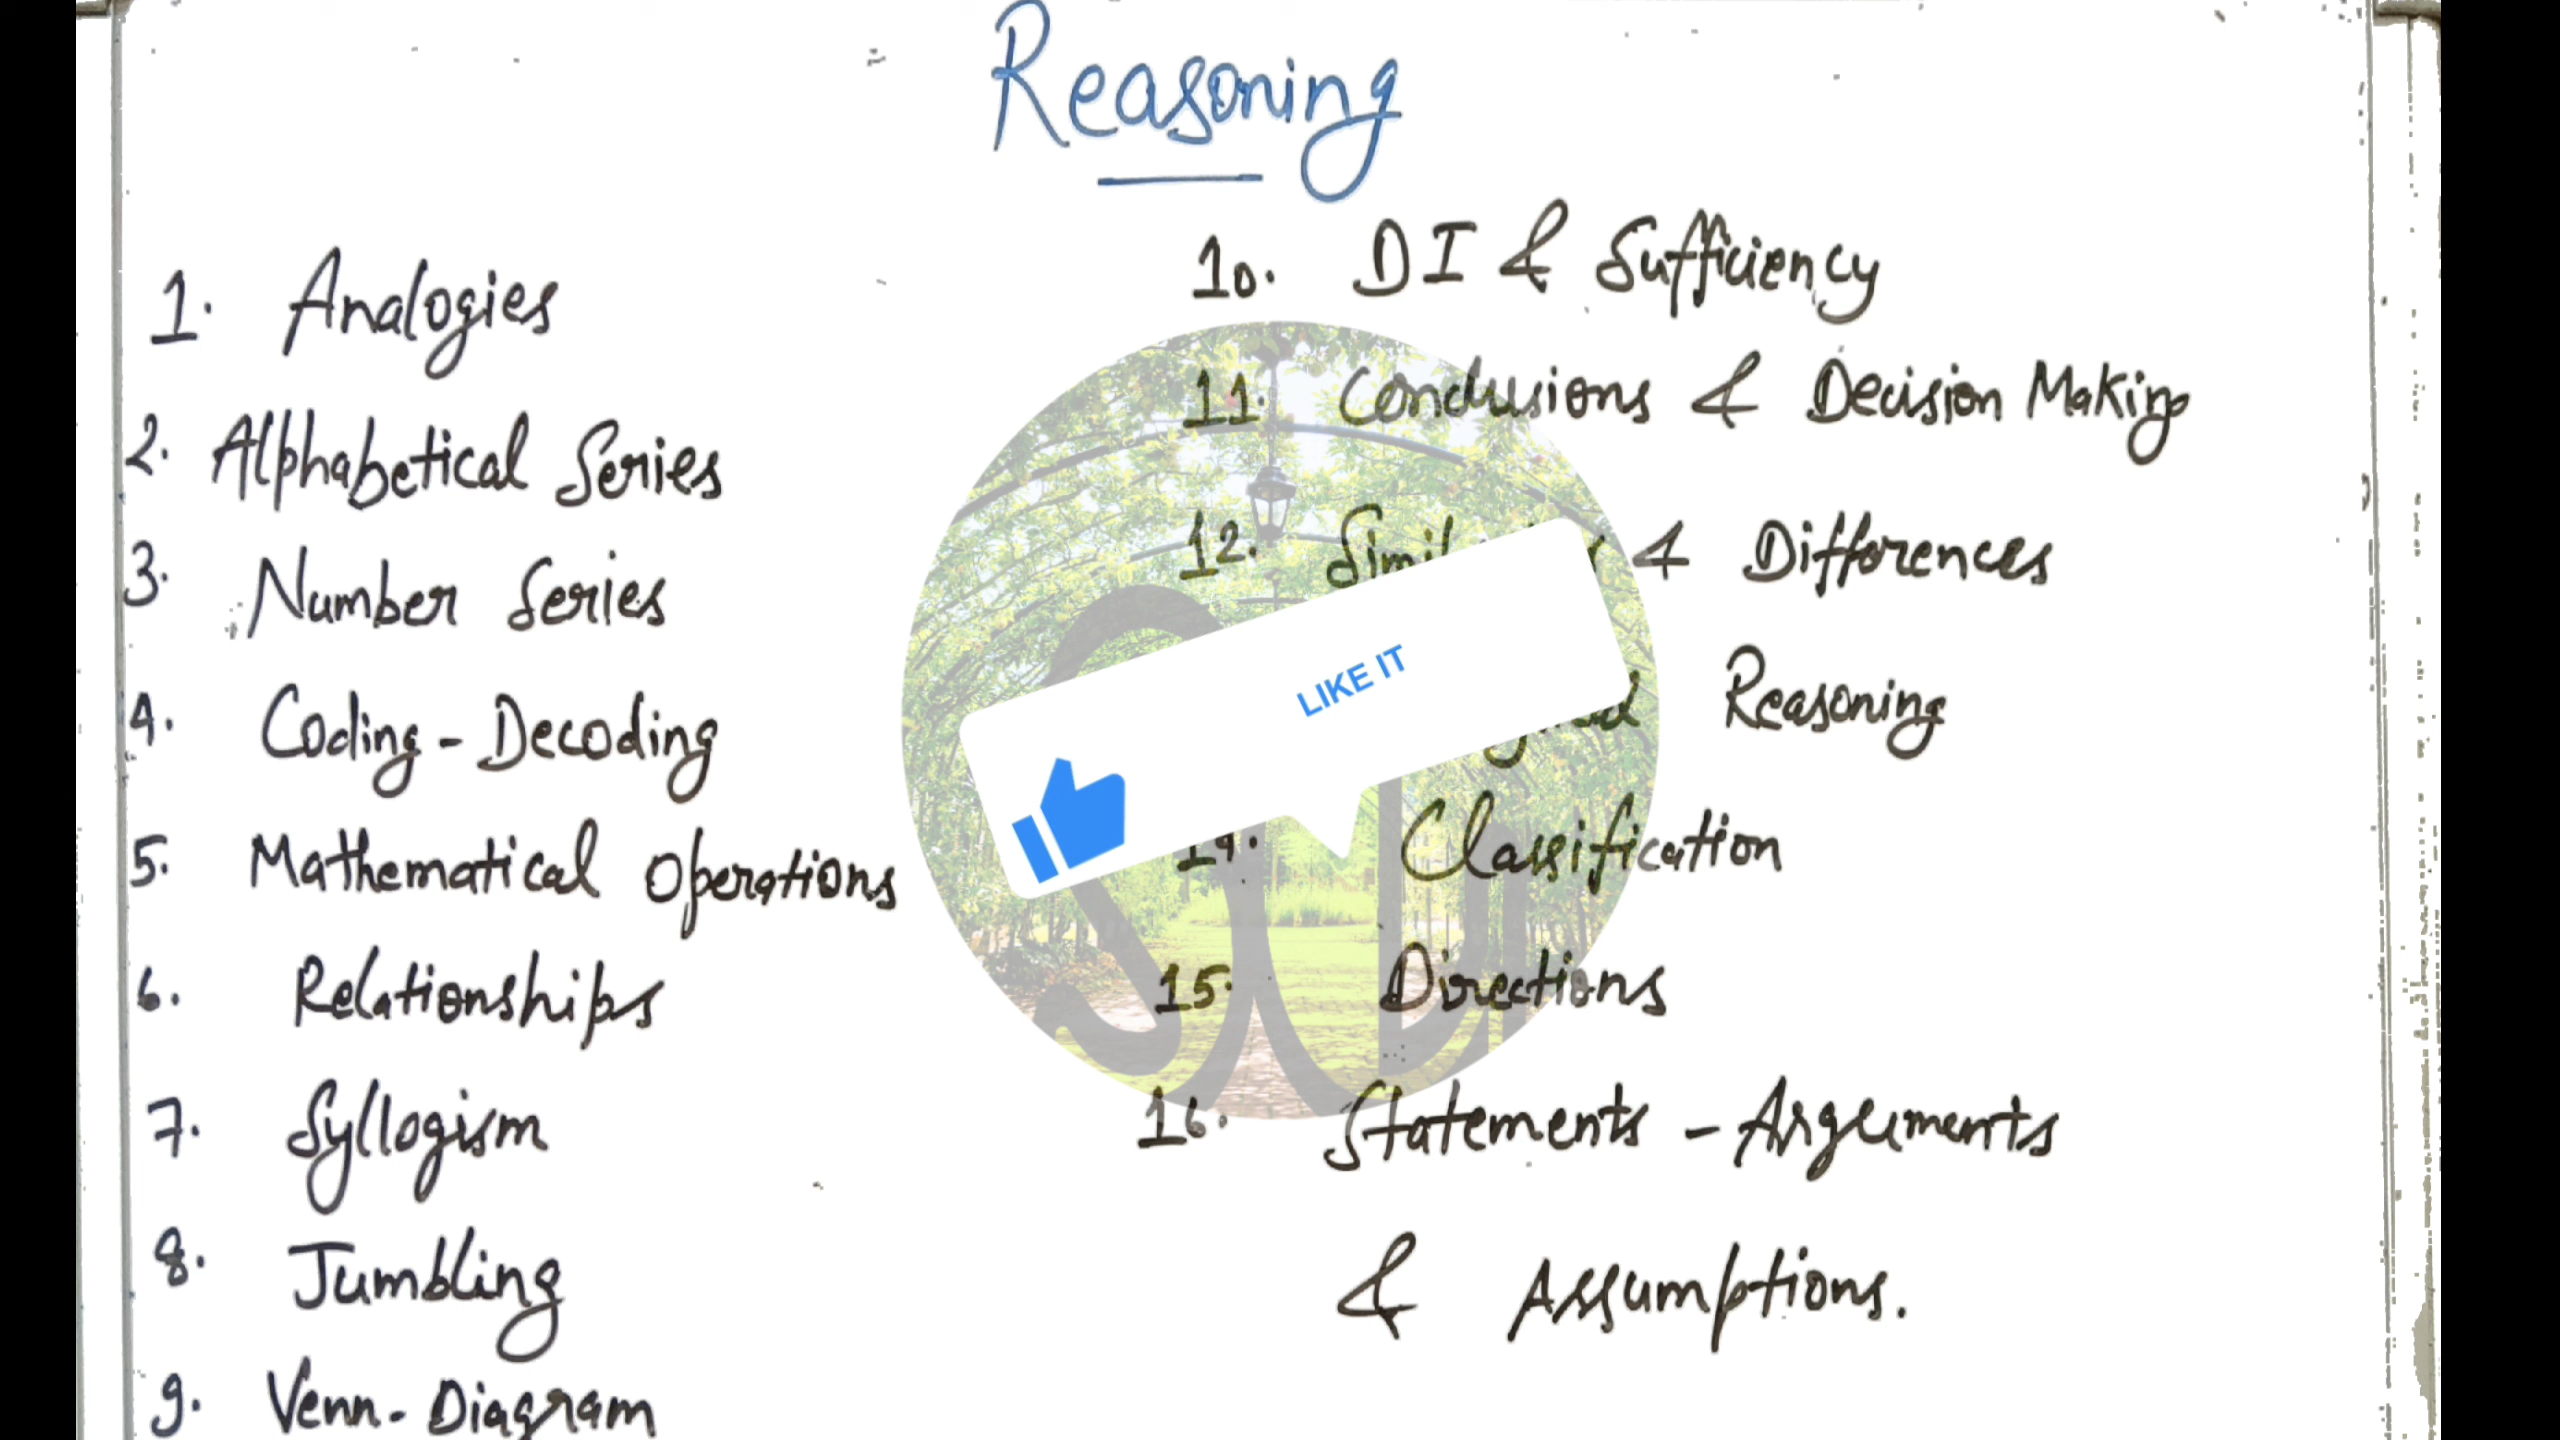 Reasoning
1. Analogies
2. Alphabetical Series
3. Number Series
4. Coding - Decoding
5. Mathematical Operations
6. Relationships
7. Syllogism
8. Jumbling
9. Venn - Diagram
10. DI & Sufficiency
11. Conclusions & Decision Making
12. & Differences
LIKE IT
Reasoning
14. Classification
15. Directions
16. Statements - Arguments
& Assumptions.